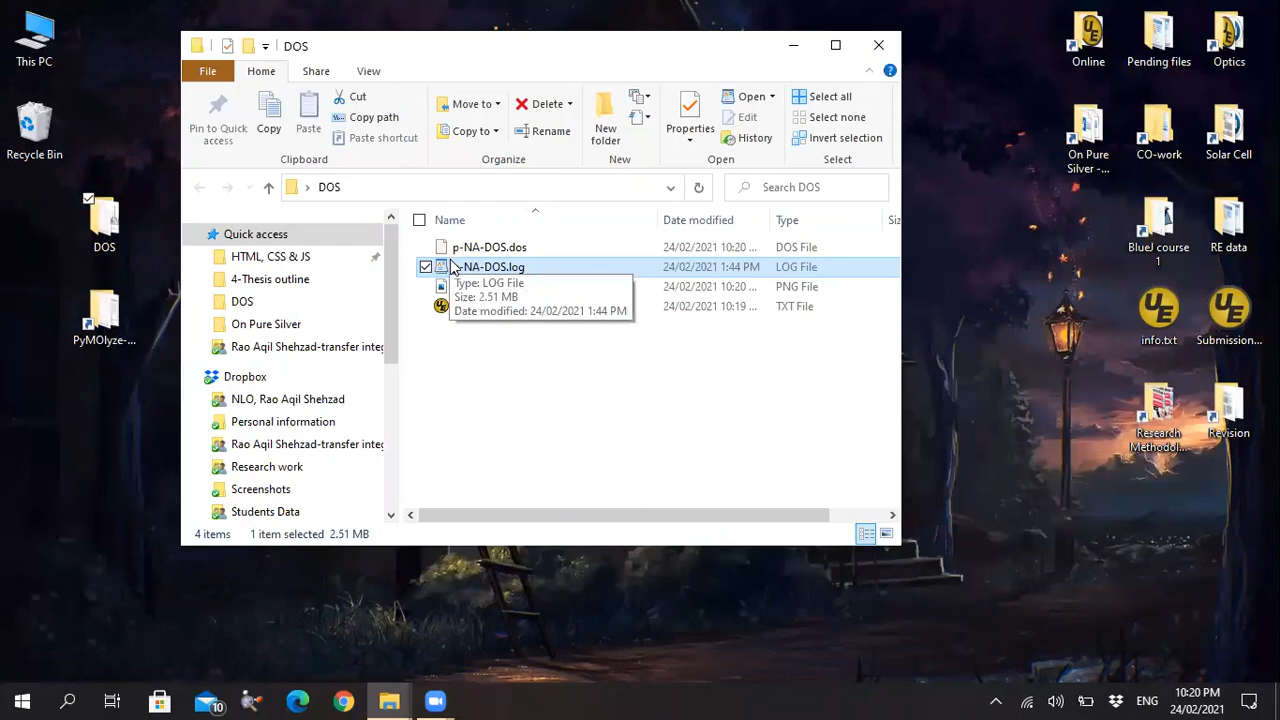 This PC
Recycle Bin
DOS
PyMOlyze-...
DOS
File
Home
Share
View
Pin to Quick access
Copy
Paste
Cut
Copy path
Paste shortcut
Clipboard
Move to
Copy to
Delete
Rename
Organize
New folder
New
Properties
Open
Edit
History
Open
Select all
Select none
Invert selection
Select
DOS
Search DOS
Quick access
HTML, CSS & JS
4-Thesis outline
DOS
On Pure Silver
Rao Aqil Shehzad-transfer integ
Dropbox
NLO, Rao Aqil Shehzad
Personal information
Rao Aqil Shehzad-transfer integ
Research work
Screenshots
Students Data
Name
Date modified
Type
Siz
p-NA-DOS.dos
24/02/2021 10:20 ...
DOS File
-NA-DOS.log
24/02/2021 1:44 PM
LOG File
24/02/2021 10:20 ...
PNG File
24/02/2021 10:19 ...
TXT File
Type: LOG File
Size: 2.51 MB
Date modified: 24/02/2021 1:44 PM
4 items
1 item selected 2.51 MB
UE
Online
Pending files
Optics
On Pure Silver -...
CO-work
Solar Cell
BlueJ course 1
RE data
UE
info.txt
UE
Submission...
Research Methodol...
Revision
10
ENG
10:20 PM
24/02/2021